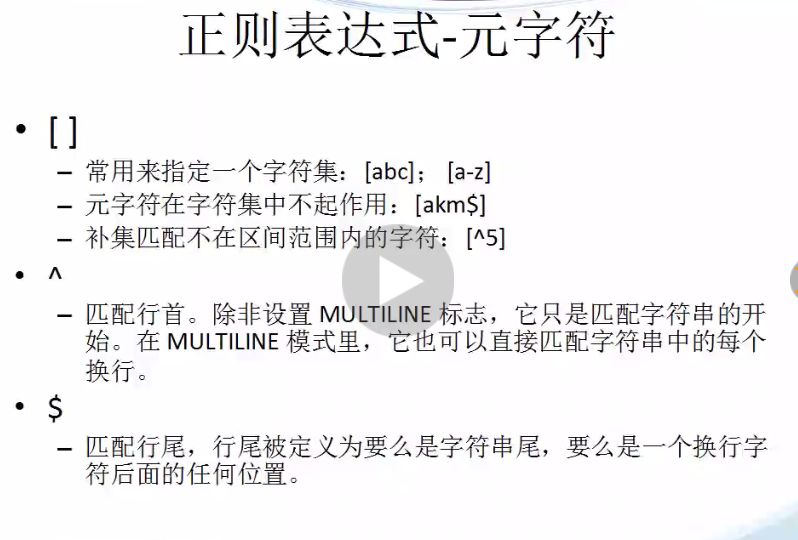 正则表达式-元字符
• [ ]
– 常用来指定一个字符集：[abc]； [a-z]
– 元字符在字符集中不起作用：[akm$]
– 补集匹配不在区间范围内的字符：[^5]
• ^
– 匹配行首。除非设置 MULTILINE 标志，它只是匹配字符串的开
始。在 MULTILINE 模式里，它也可以直接匹配字符串中的每个
换行。
• $
– 匹配行尾，行尾被定义为要么是字符串尾，要么是一个换行字
符后面的任何位置。